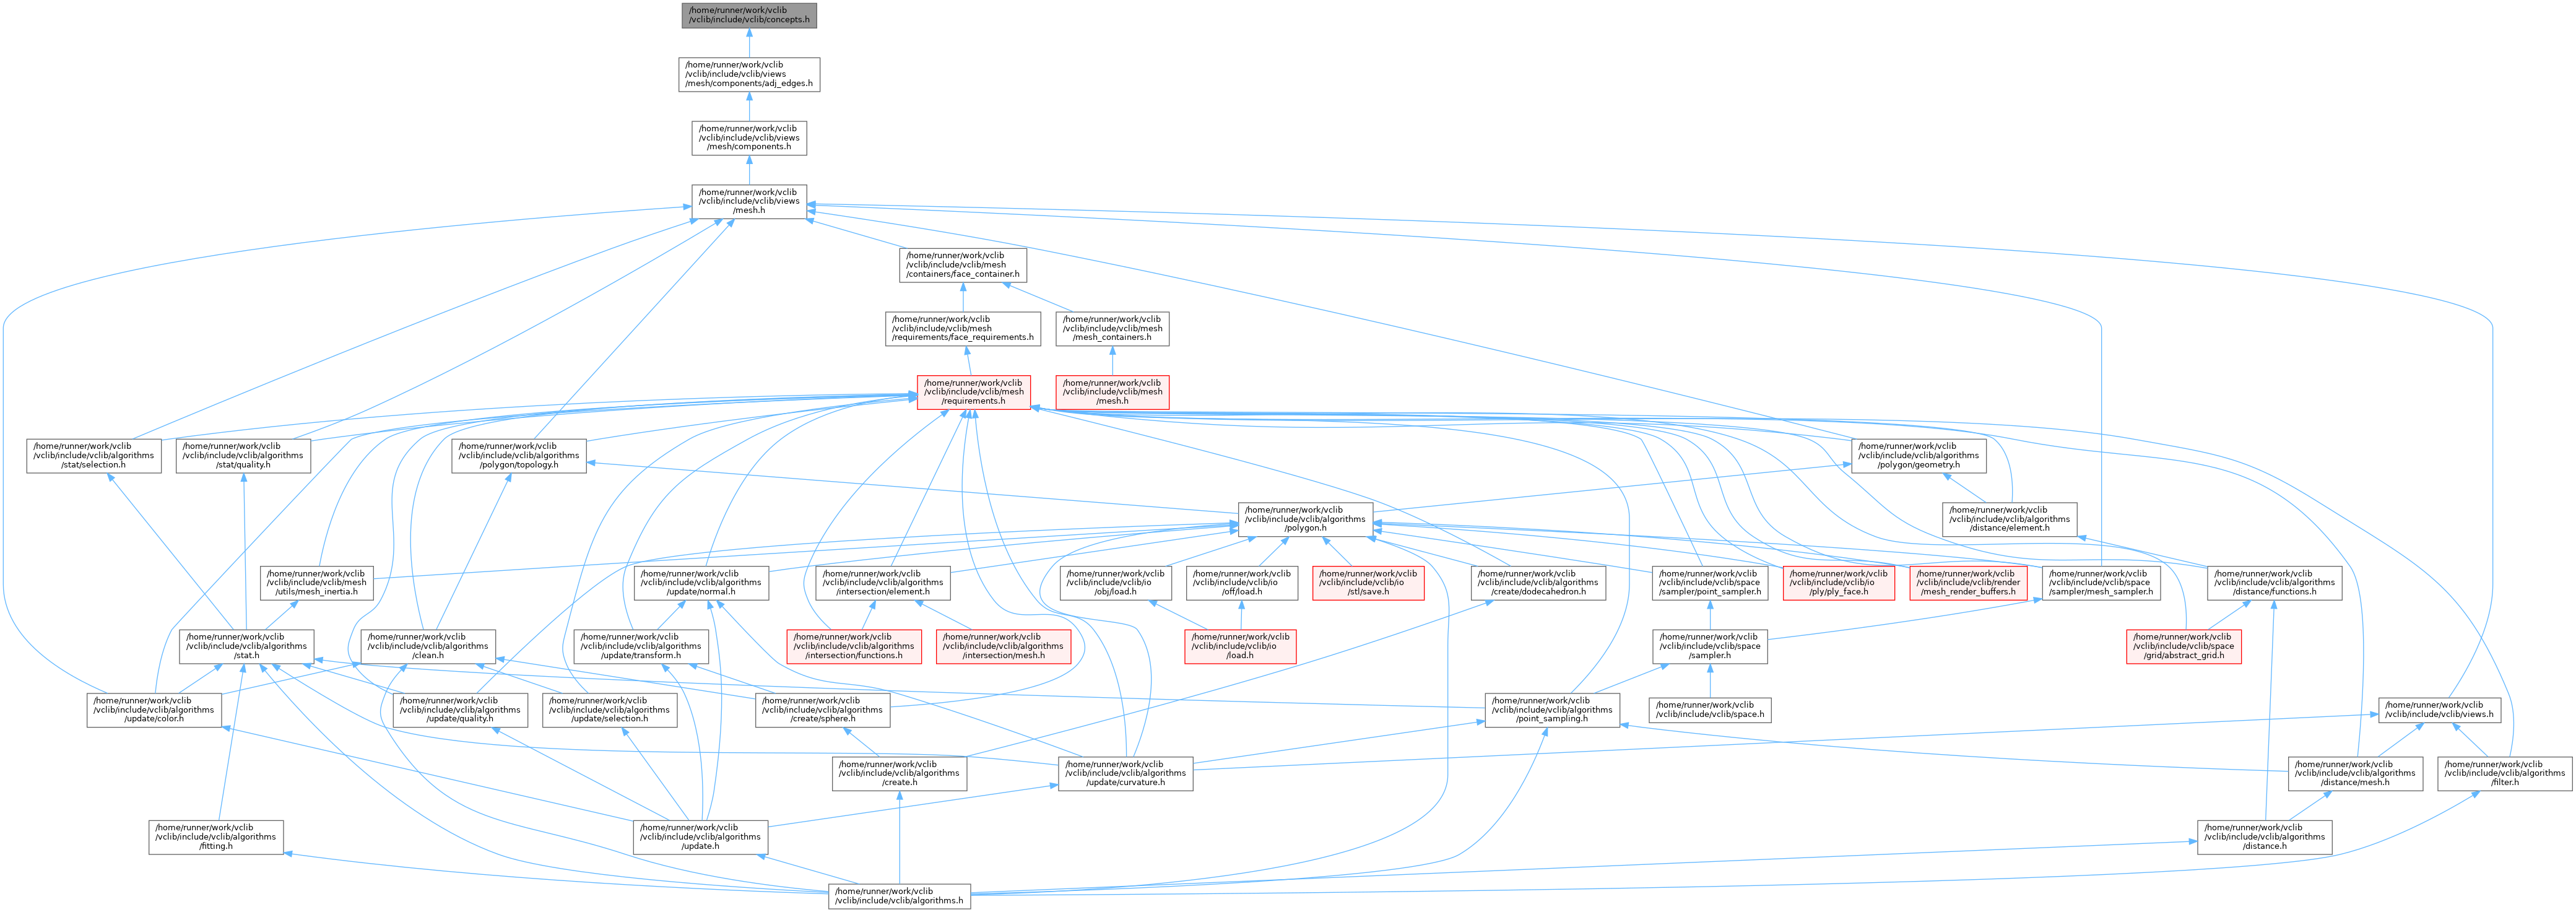 /home/runner/work/vclib
/vclib/include/vclib/concepts.h
/home/runner/work/vclib
/vclib/include/vclib/views
/mesh/components/adj_edges.h
/home/runner/work/vclib
/vclib/include/vclib/views
/mesh/components.h
/home/runner/work/vclib
/vclib/include/vclib/views
/mesh.h
/home/runner/work/vclib
/vclib/include/vclib/mesh
/containers/face_container.h
/home/runner/work/vclib
/vclib/include/vclib/mesh
/requirements/face_requirements.h
/home/runner/work/vclib
/vclib/include/vclib/mesh
/mesh_containers.h
/home/runner/work/vclib
/vclib/include/vclib/mesh
/requirements.h
/home/runner/work/vclib
/vclib/include/vclib/mesh
/mesh.h
/home/runner/work/vclib
/vclib/include/vclib/algorithms
/stat/selection.h
/home/runner/work/vclib
/vclib/include/vclib/algorithms
/stat/quality.h
/home/runner/work/vclib
/vclib/include/vclib/algorithms
/polygon/topology.h
/home/runner/work/vclib
/vclib/include/vclib/algorithms
/polygon/geometry.h
/home/runner/work/vclib
/vclib/include/vclib/algorithms
/polygon.h
/home/runner/work/vclib
/vclib/include/vclib/algorithms
/distance/element.h
/home/runner/work/vclib
/vclib/include/vclib/mesh
/utils/mesh_inertia.h
/home/runner/work/vclib
/vclib/include/vclib/algorithms
/update/normal.h
/home/runner/work/vclib
/vclib/include/vclib/algorithms
/intersection/element.h
/home/runner/work/vclib
/vclib/include/vclib/io
/obj/load.h
/home/runner/work/vclib
/vclib/include/vclib/io
/off/load.h
/home/runner/work/vclib
/vclib/include/vclib/io
/stl/save.h
/home/runner/work/vclib
/vclib/include/vclib/algorithms
/create/dodecahedron.h
/home/runner/work/vclib
/vclib/include/vclib/space
/sampler/point_sampler.h
/home/runner/work/vclib
/vclib/include/vclib/io
/ply/ply_face.h
/home/runner/work/vclib
/vclib/include/vclib/render
/mesh_render_buffers.h
/home/runner/work/vclib
/vclib/include/vclib/space
/sampler/mesh_sampler.h
/home/runner/work/vclib
/vclib/include/vclib/algorithms
/distance/functions.h
/home/runner/work/vclib
/vclib/include/vclib/algorithms
/stat.h
/home/runner/work/vclib
/vclib/include/vclib/algorithms
/clean.h
/home/runner/work/vclib
/vclib/include/vclib/algorithms
/update/transform.h
/home/runner/work/vclib
/vclib/include/vclib/algorithms
/intersection/functions.h
/home/runner/work/vclib
/vclib/include/vclib/algorithms
/intersection/mesh.h
/home/runner/work/vclib
/vclib/include/vclib/io
/load.h
/home/runner/work/vclib
/vclib/include/vclib/space
/sampler.h
/home/runner/work/vclib
/vclib/include/vclib/space
/grid/abstract_grid.h
/home/runner/work/vclib
/vclib/include/vclib/algorithms
/update/color.h
/home/runner/work/vclib
/vclib/include/vclib/algorithms
/update/quality.h
/home/runner/work/vclib
/vclib/include/vclib/algorithms
/update/selection.h
/home/runner/work/vclib
/vclib/include/vclib/algorithms
/create/sphere.h
/home/runner/work/vclib
/vclib/include/vclib/algorithms
/point_sampling.h
/home/runner/work/vclib
/vclib/include/vclib/space.h
/home/runner/work/vclib
/vclib/include/vclib/views.h
/home/runner/work/vclib
/vclib/include/vclib/algorithms
/create.h
/home/runner/work/vclib
/vclib/include/vclib/algorithms
/update/curvature.h
/home/runner/work/vclib
/vclib/include/vclib/algorithms
/distance/mesh.h
/home/runner/work/vclib
/vclib/include/vclib/algorithms
/filter.h
/home/runner/work/vclib
/vclib/include/vclib/algorithms
/fitting.h
/home/runner/work/vclib
/vclib/include/vclib/algorithms
/update.h
/home/runner/work/vclib
/vclib/include/vclib/algorithms
/distance.h
/home/runner/work/vclib
/vclib/include/vclib/algorithms.h